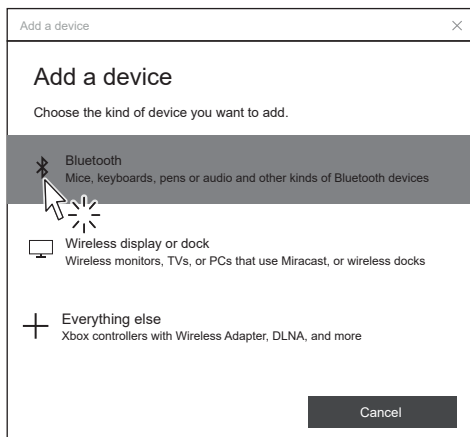 Add a device
Add a device
Choose the kind of device you want to add.
Bluetooth
Mice, keyboards, pens or audio and other kinds of Bluetooth devices
Wireless display or dock
Wireless monitors, TVs, or PCs that use Miracast, or wireless docks
Everything else
Xbox controllers with Wireless Adapter, DLNA, and more
Cancel